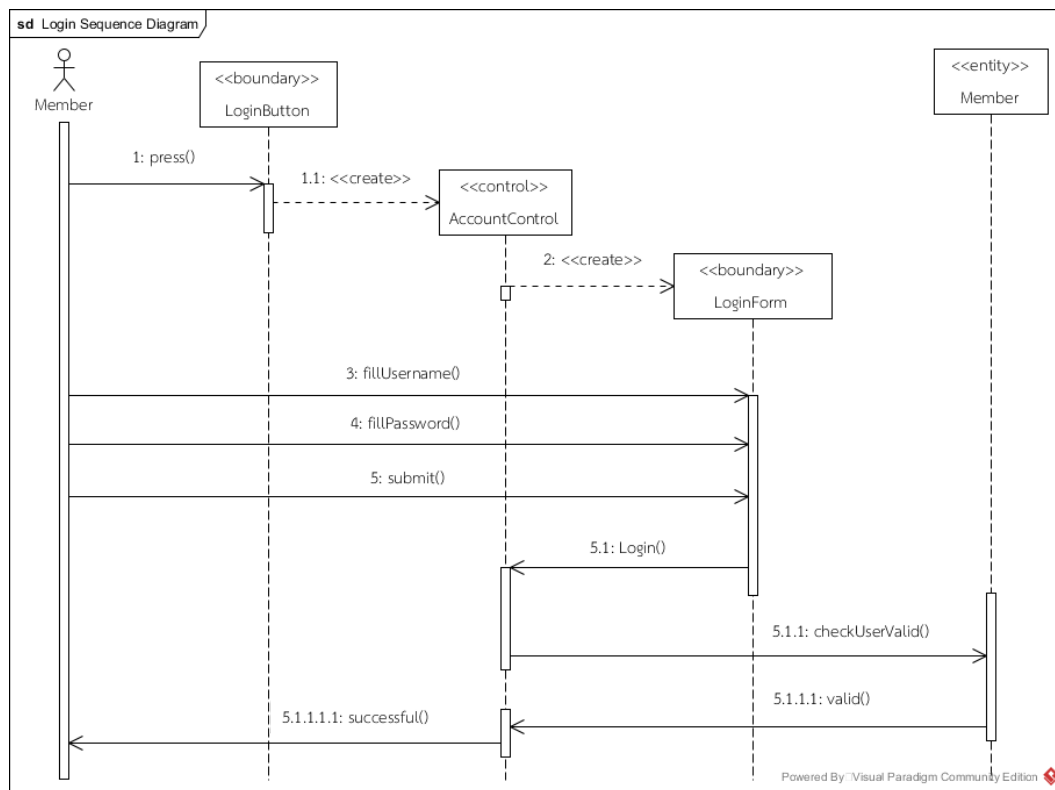 sd Login Sequence Diagram
Member
<<boundary>>
LoginButton
<<entity>>
Member
1: press()
1.1: <<create>>
<<control>>
AccountControl
2: <<create>>
<<boundary>>
LoginForm
3: fillUsername()
4: fillPassword()
5: submit()
5.1: Login()
5.1.1: checkUserValid()
5.1.1.1: valid()
5.1.1.1.1: successful()
Powered By Visual Paradigm Community Edition